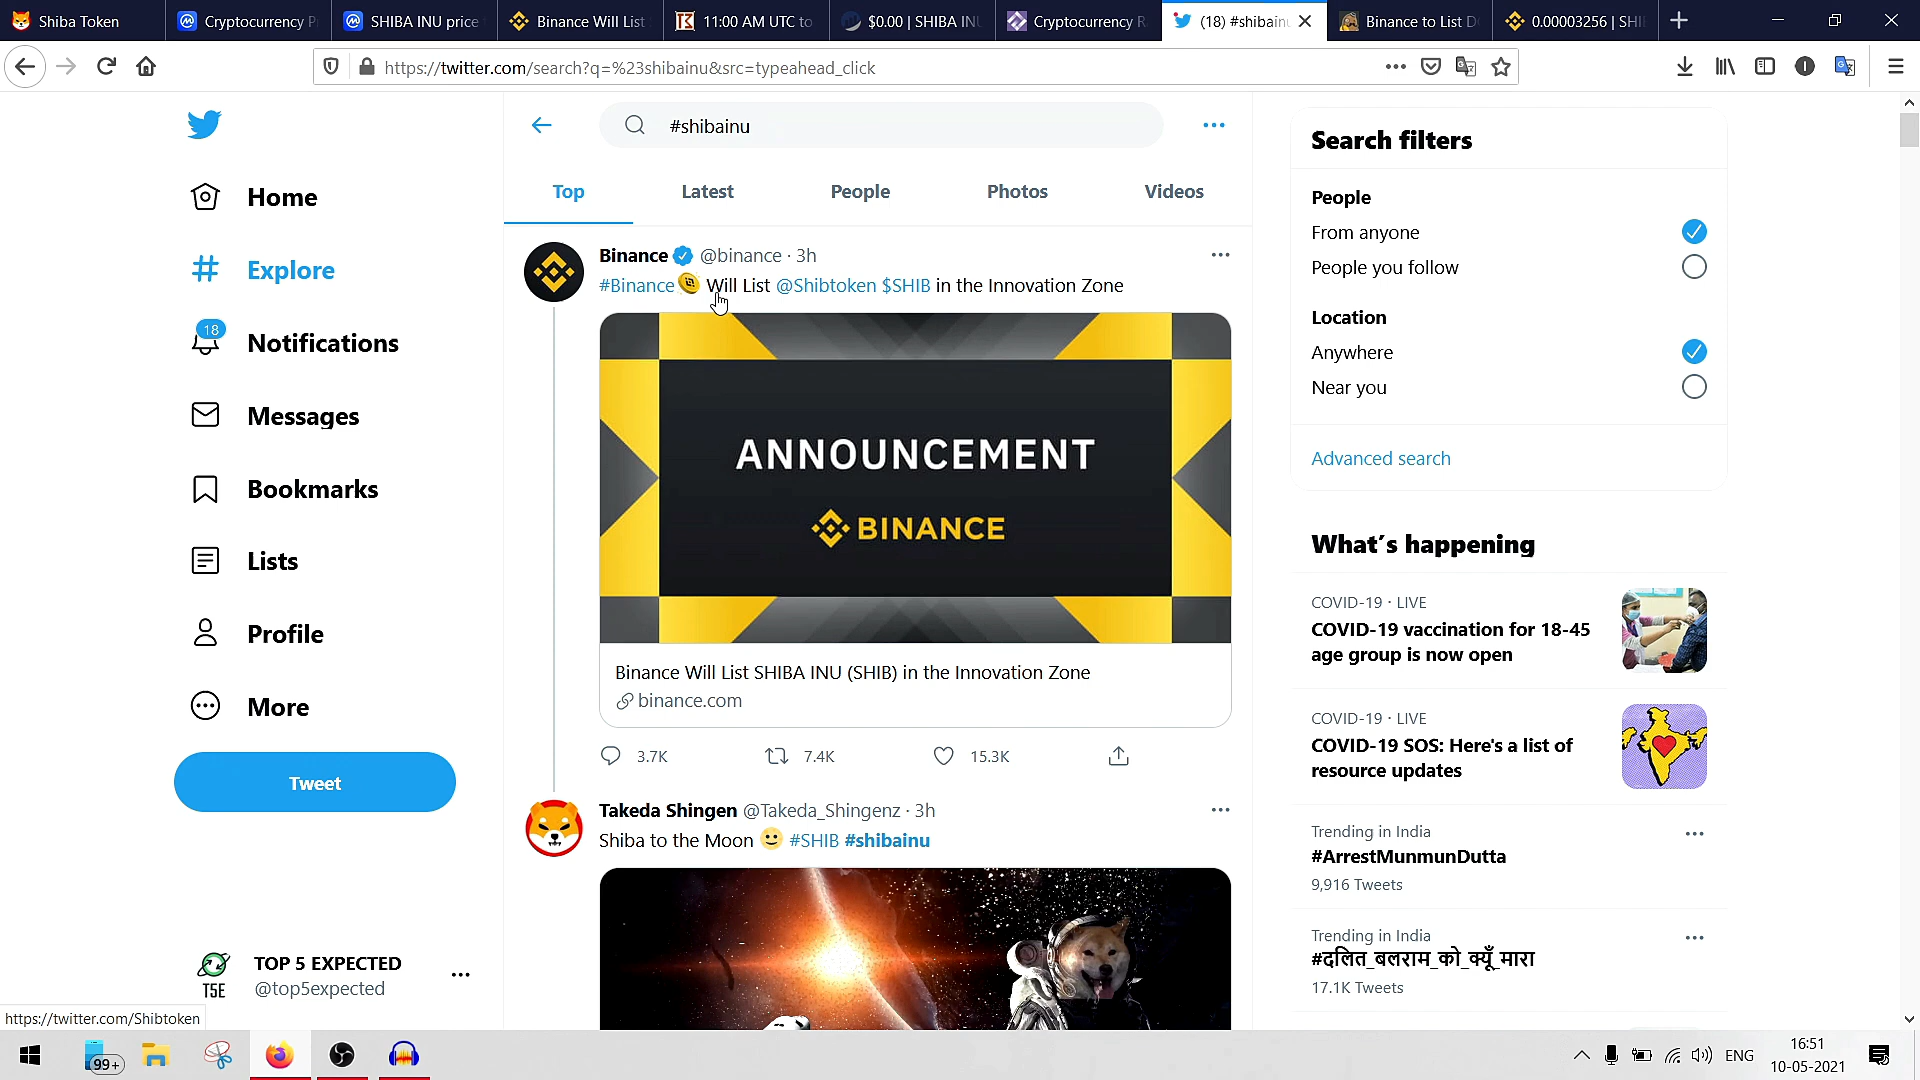 Shiba Token
Cryptocurrency P
SHIBA INU price
Binance Will List
11:00 AM UTC to
$0.00 | SHIBA IN
Cryptocurrency R
(18) #shibainu
Binance to List D
0.00003256 | SHI
https://twitter.com/search?q=%23shibainu&src=typeahead_click
#shibainu
Home
Explore
18
Notifications
Messages
Bookmarks
Lists
Profile
More
Tweet
T5E
TOP 5 EXPECTED
@top5expected
Top
Latest
People
Photos
Videos
Binance @binance · 3h
#Binance Will List @Shibtoken $SHIB in the Innovation Zone
ANNOUNCEMENT
BINANCE
Binance Will List SHIBA INU (SHIB) in the Innovation Zone
binance.com
3.7K
7.4K
15.3K
Takeda Shingen @Takeda_Shingenz · 3h
Shiba to the Moon #SHIB #shibainu
Search filters
People
From anyone
People you follow
Location
Anywhere
Near you
Advanced search
What's happening
COVID-19 · LIVE
COVID-19 vaccination for 18-45
age group is now open
COVID-19 · LIVE
COVID-19 SOS: Here's a list of
resource updates
Trending in India
#ArrestMunmunDutta
9,916 Tweets
Trending in India
#दलित_बलराम_को_क्यूँ_मारा
17.1K Tweets
https://twitter.com/Shibtoken
99+
ENG
16:51
10-05-2021